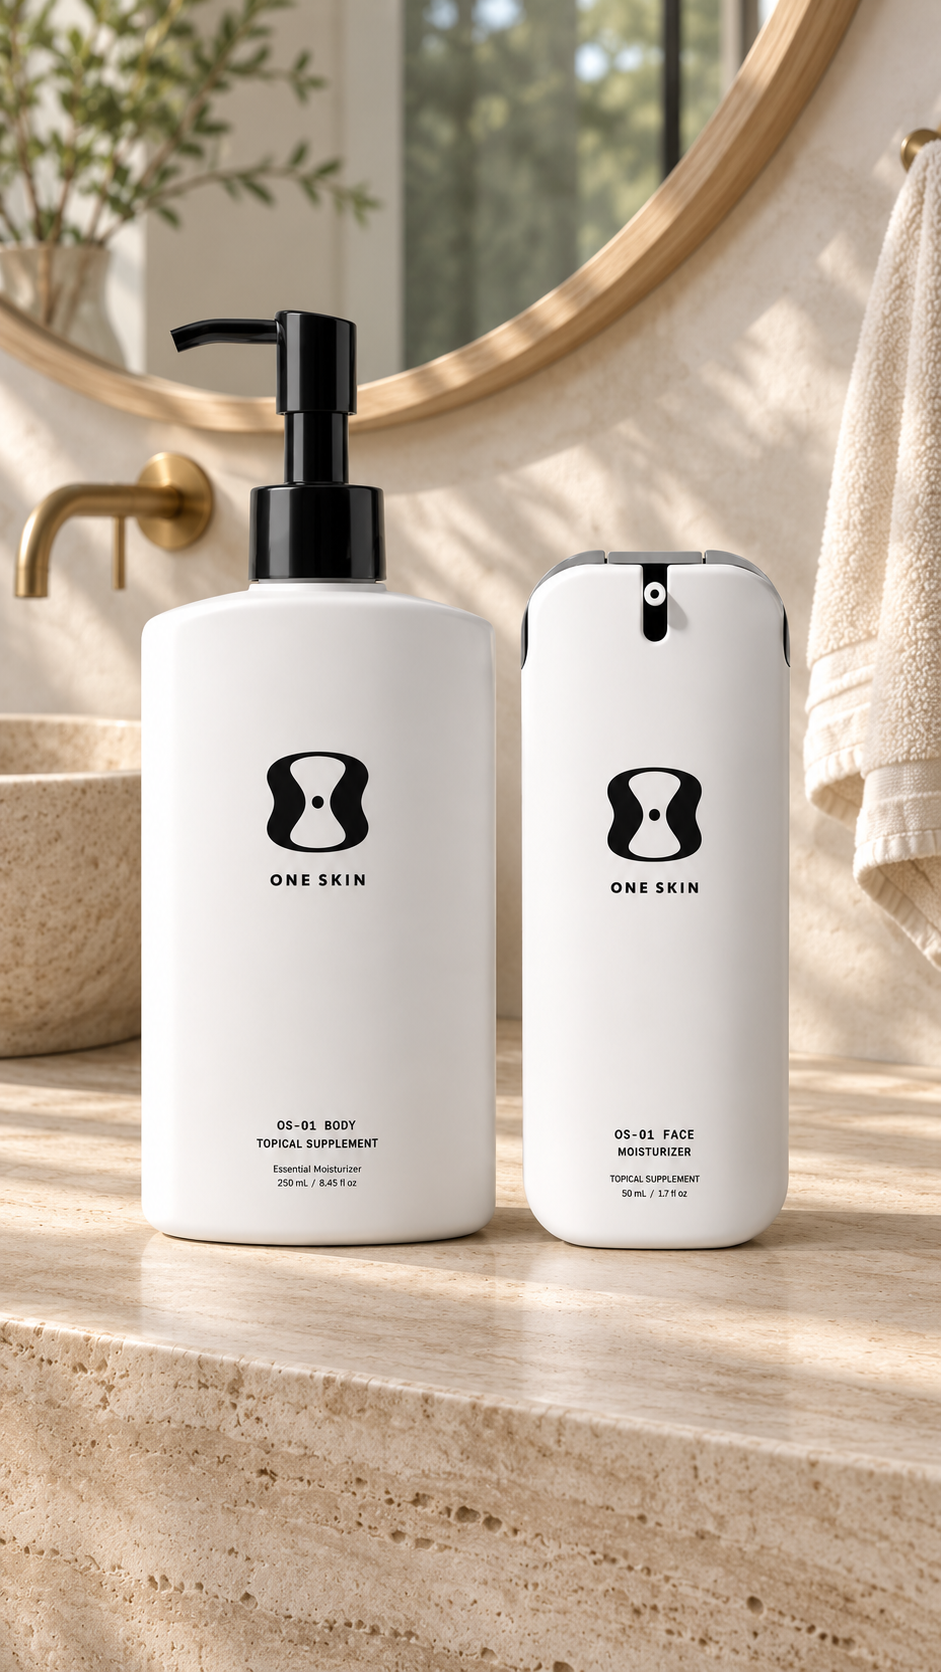 ONE SKIN
OS-01 BODY
TOPICAL SUPPLEMENT
Essential Moisturizer
250 mL / 8.45 fl oz
ONE SKIN
OS-01 FACE
MOISTURIZER
TOPICAL SUPPLEMENT
50 mL / 1.7 fl oz